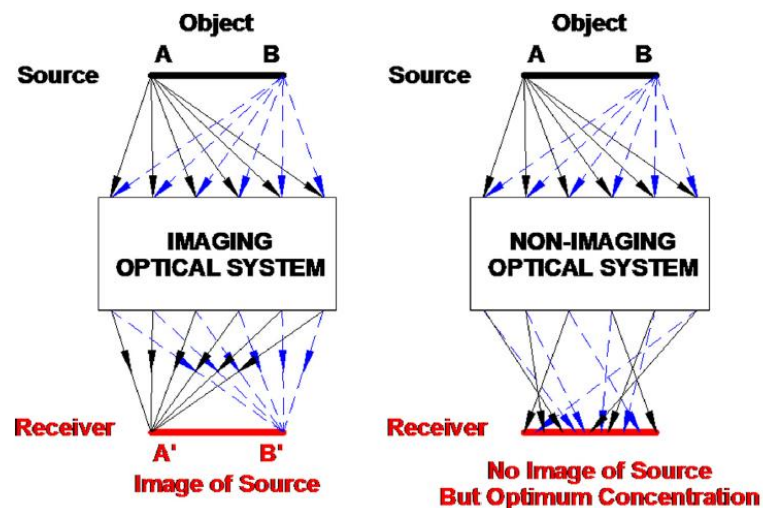 Object
A B
Source
IMAGING
OPTICAL SYSTEM
Receiver
A' B'
Image of Source
Object
A B
Source
NON-IMAGING
OPTICAL SYSTEM
Receiver
No Image of Source
But Optimum Concentration